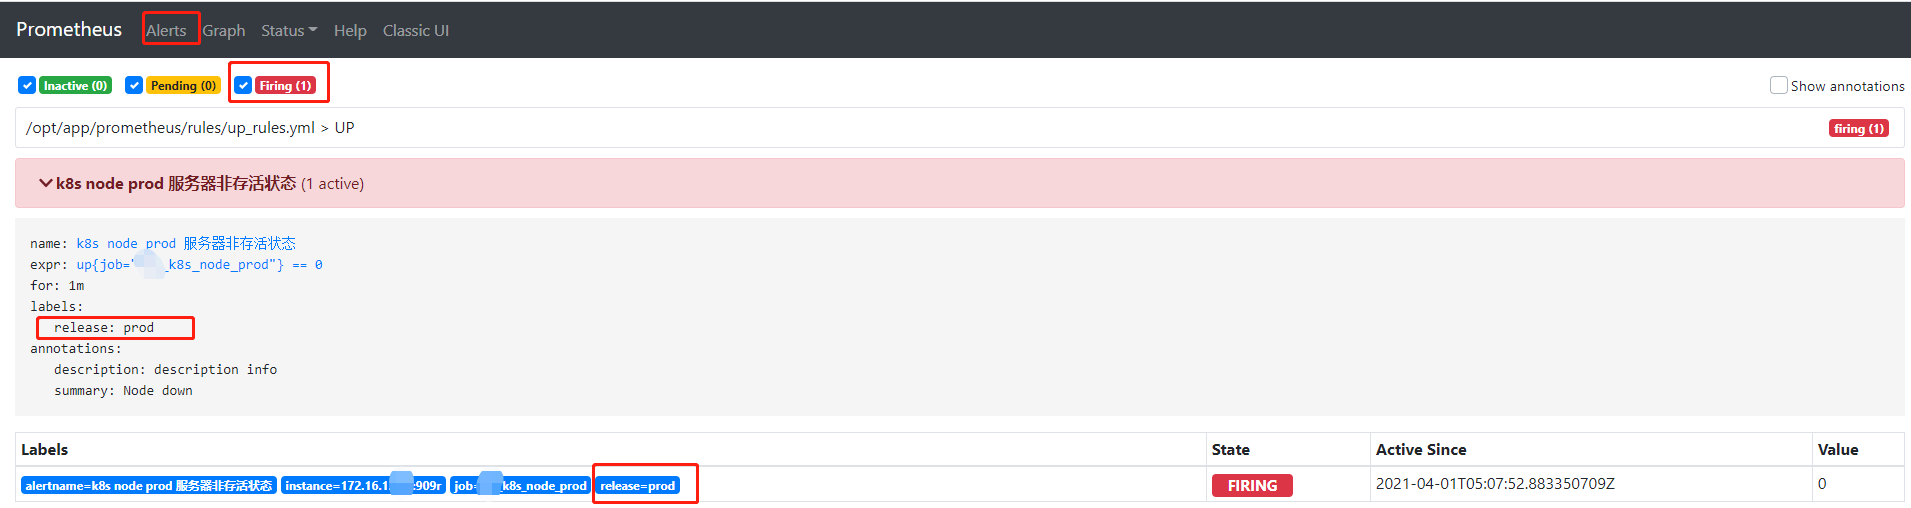 Prometheus Alerts Graph Status Help Classic UI
Inactive (0) Pending (0) Firing (1) Show annotations
/opt/app/prometheus/rules/up_rules.yml > UP firing (1)
k8s node prod 服务器非存活状态 (1 active)
name: k8s node prod 服务器非存活状态
expr: up{job=" _k8s_node_prod"} == 0
for: 1m
labels:
release: prod
annotations:
description: description info
summary: Node down
Labels State Active Since Value
alertname=k8s node prod 服务器非存活状态 instance=172.16.1 :909r job= _k8s_node_prod release=prod FIRING 2021-04-01T05:07:52.883350709Z 0